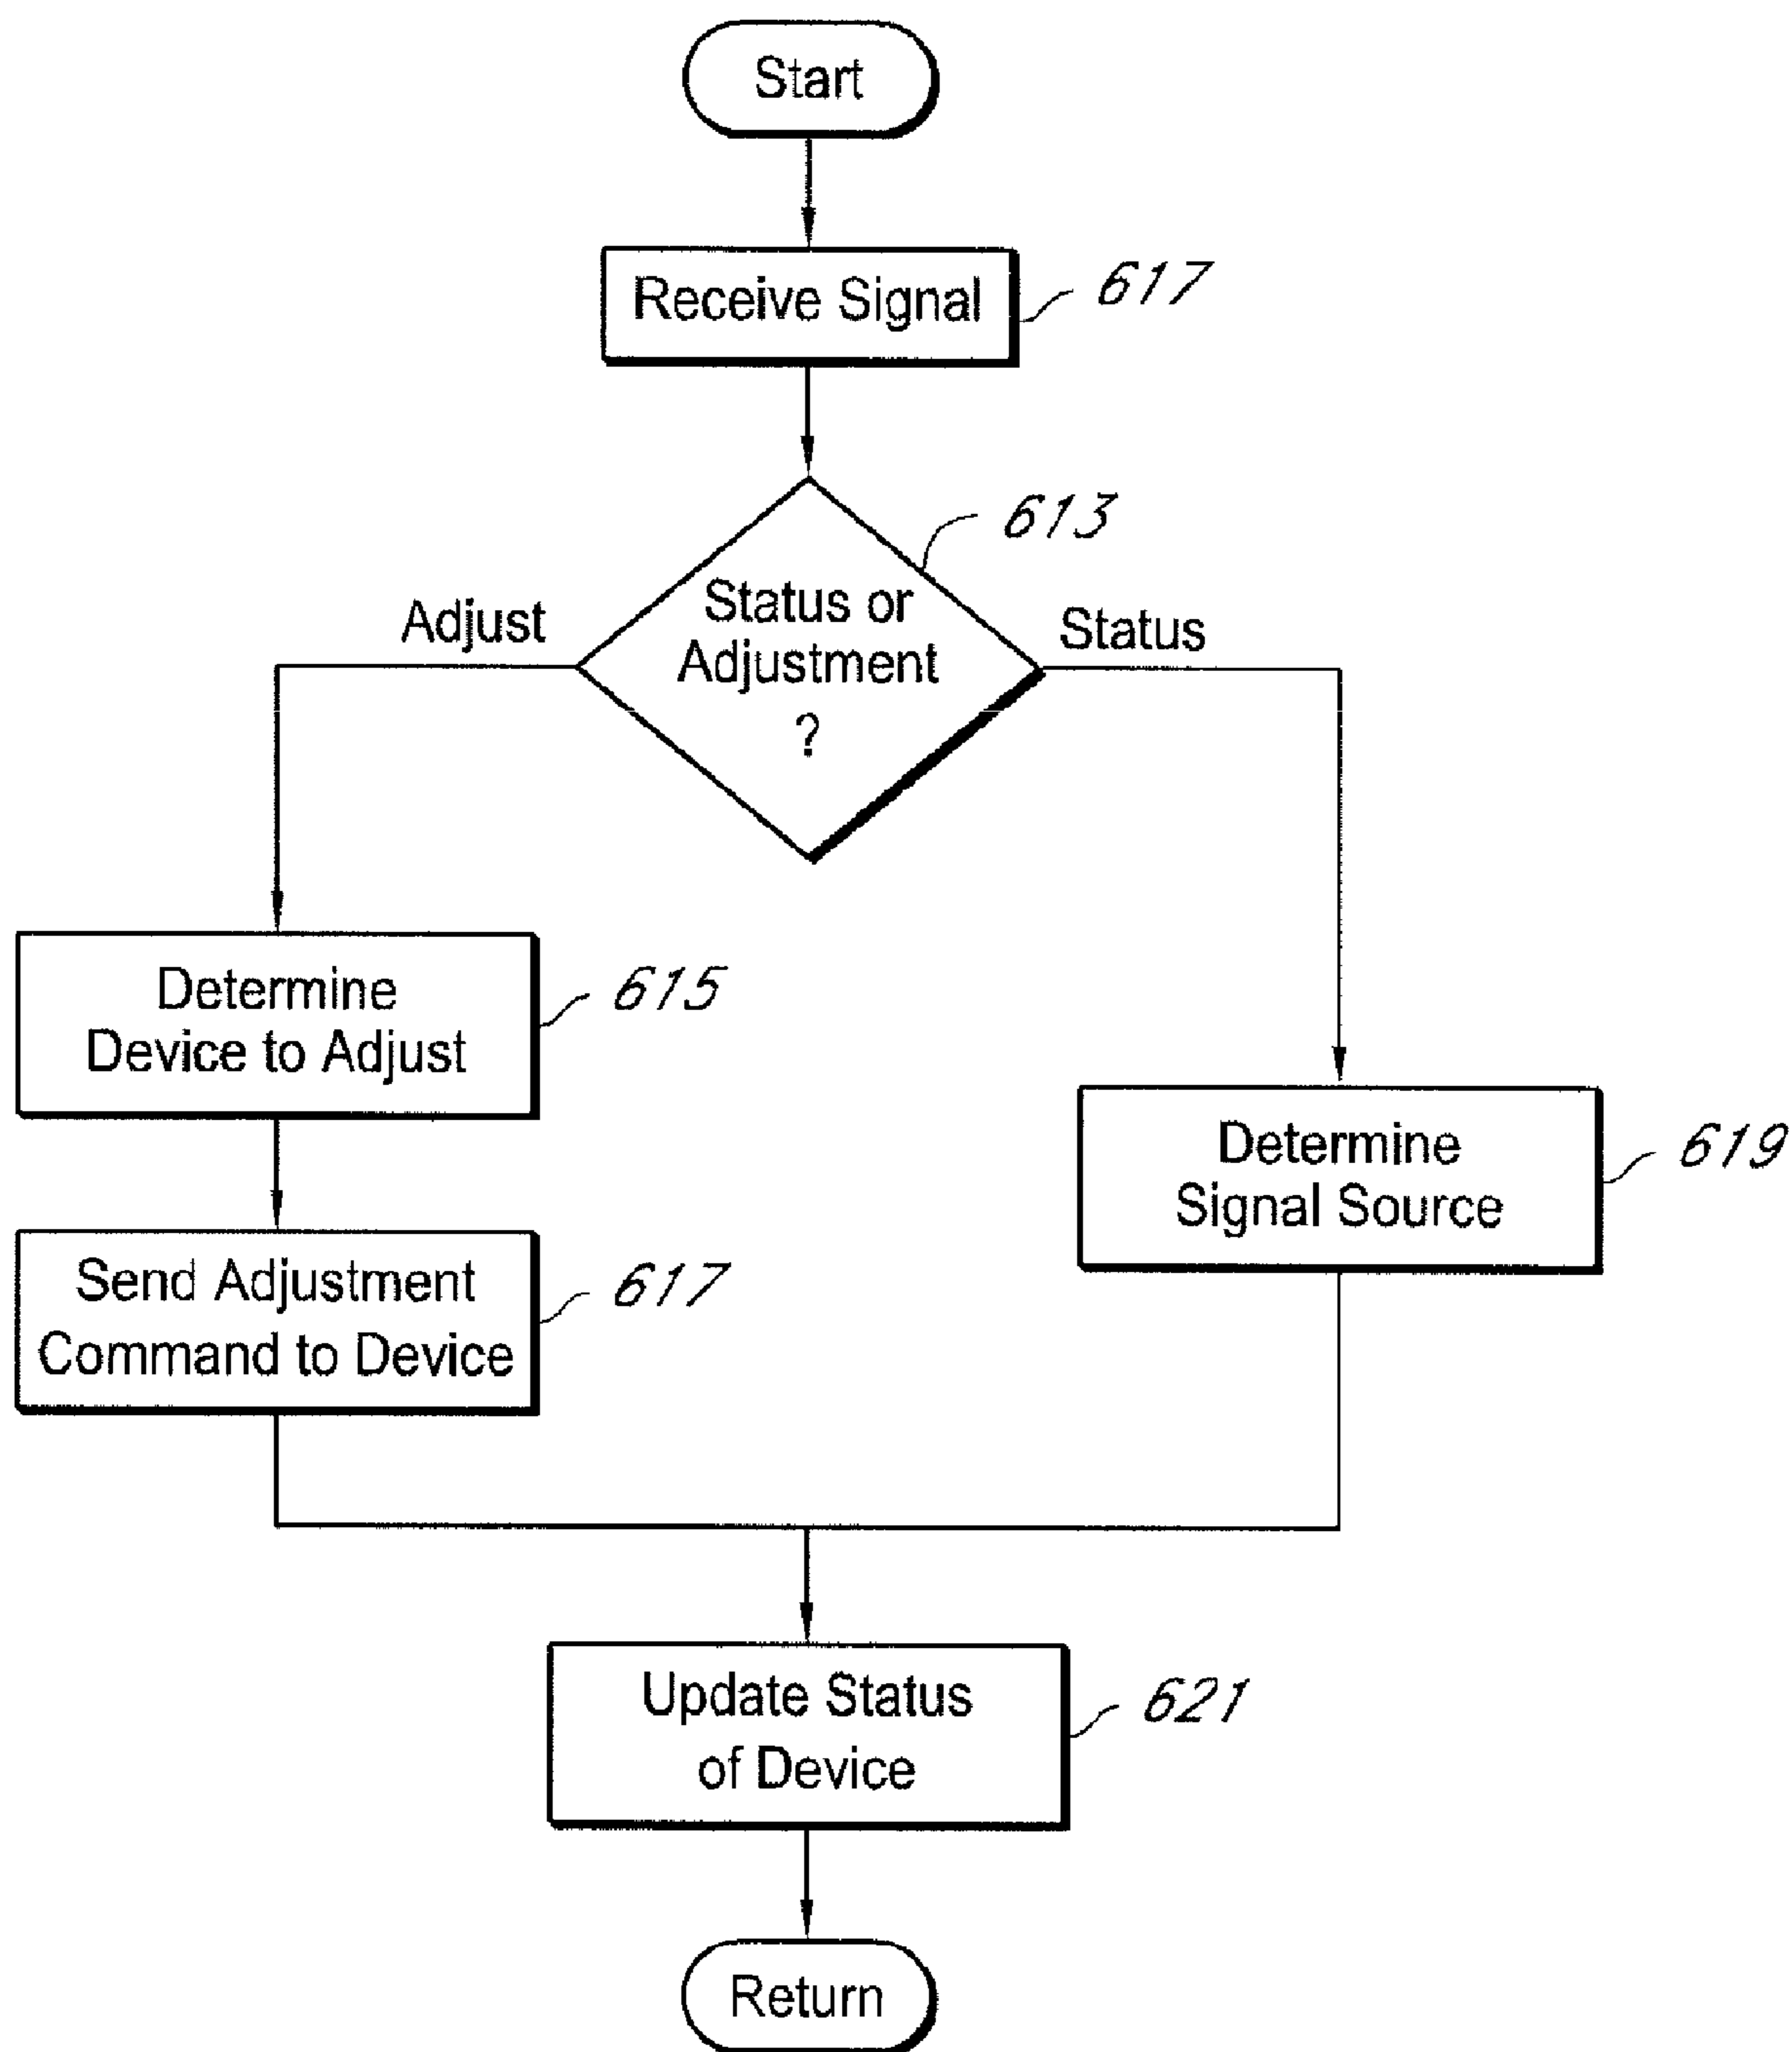 Start
Receive Signal
617
613
Status or
Adjustment
?
Adjust
Status
Determine
Device to Adjust
615
Determine
Signal Source
619
Send Adjustment
Command to Device
617
Update Status
of Device
621
Return